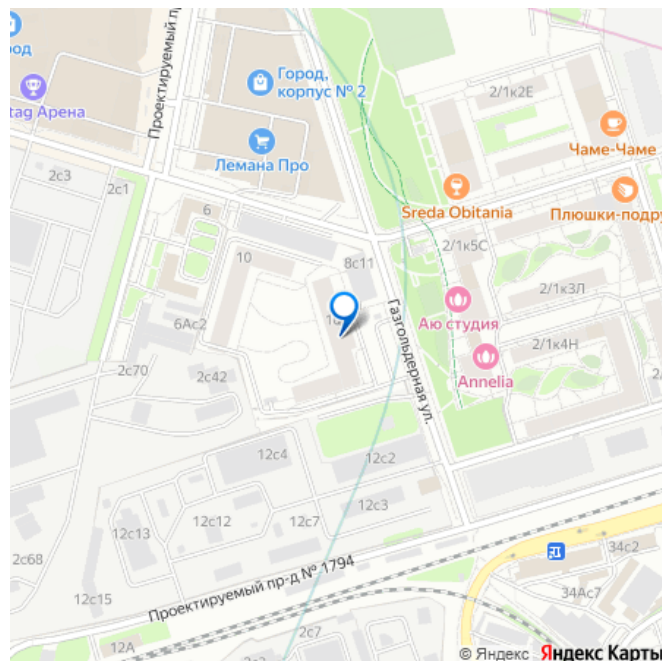 Проектируемый пр
род
tag Арена
Город,
корпус № 2
Лемана Про
2/1к2Е
Чаме-Чаме
Sreda Obitania
Плюшки-подру
2с3
2с1
6
10
8с11
2/1к5С
2/1к3Л
Аю студия
2/1к4Н
Annelia
6Ас2
2с70
2с42
Газгольдерная ул.
12с4
12с2
12с3
12с13
12с12
12с7
2с68
12с15
Проектируемый пр-д № 1794
34с2
34Ас7
12А
2с7
2/
© Яндекс Яндекс Карты